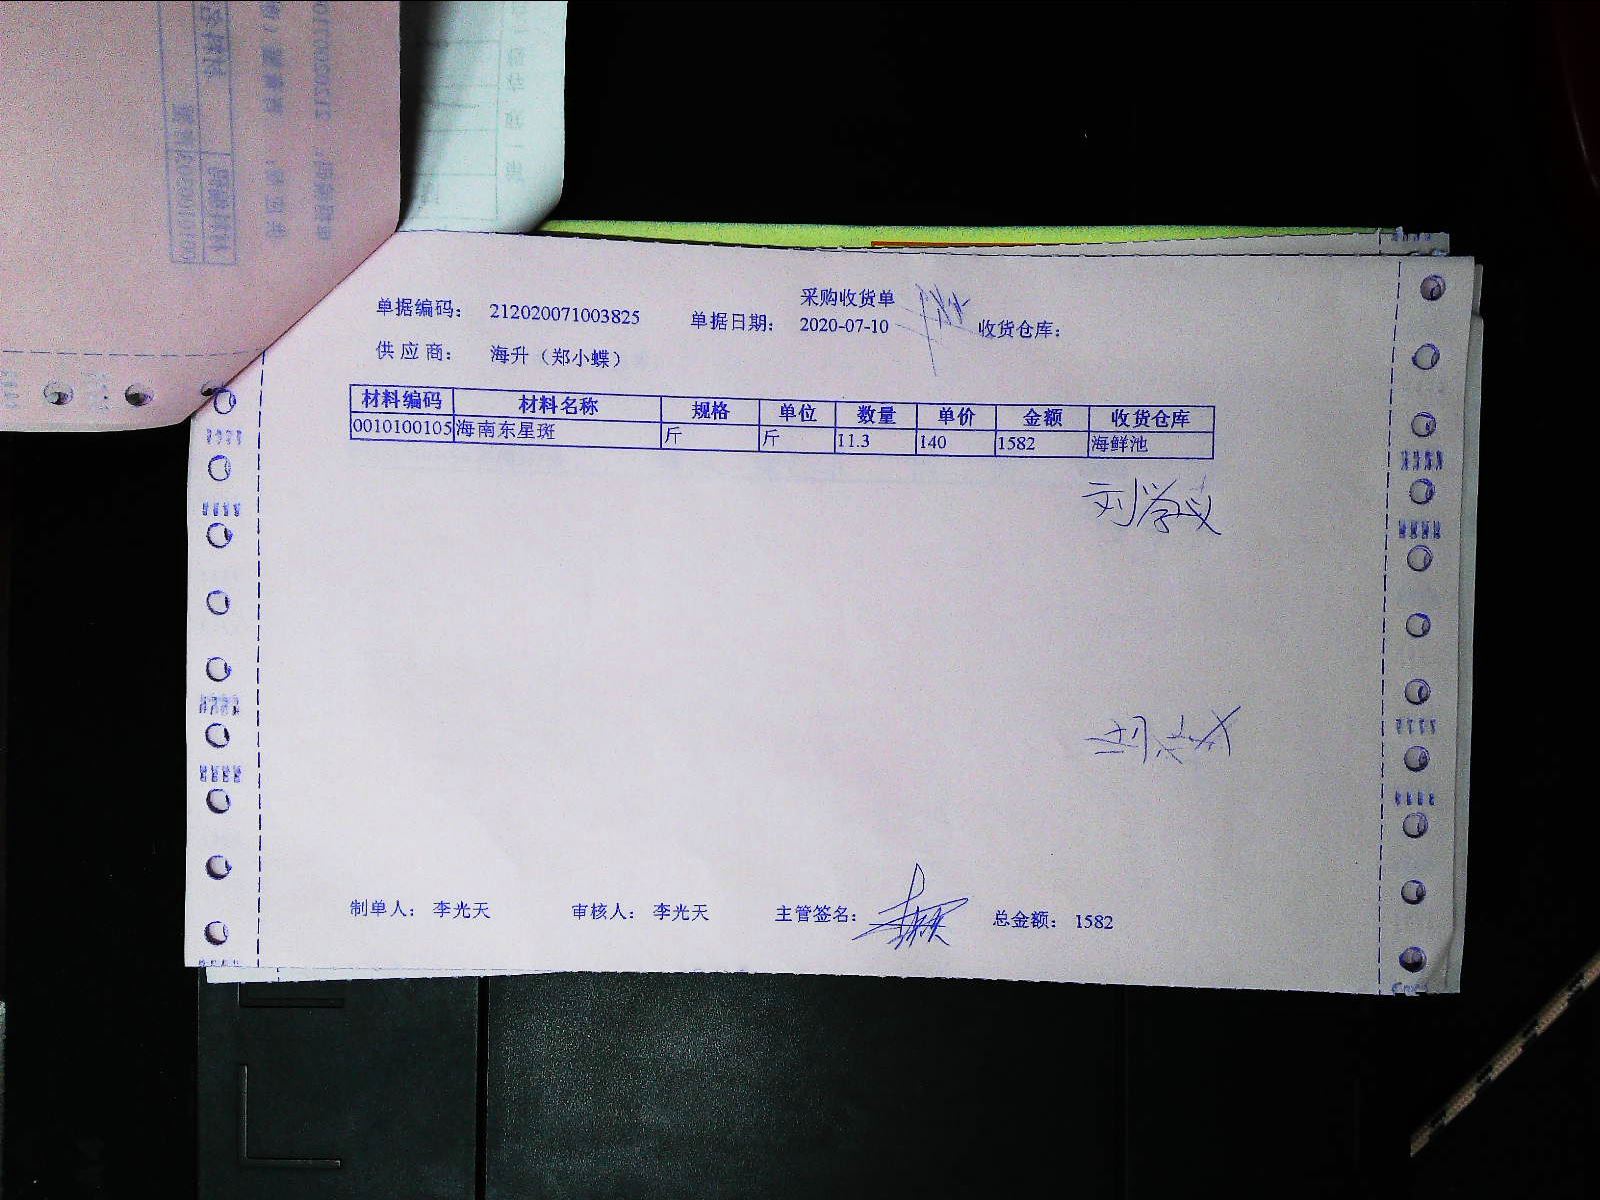 采购收货单
单据编码： 212020071003825 单据日期： 2020-07-10 收货仓库：
供 应 商： 海升（郑小蝶）
材料编码 材料名称 规格 单位 数量 单价 金额 收货仓库
0010100105 海南东星斑 斤 斤 11.3 140 1582 海鲜池
刘学义
制单人： 李光天 审核人： 李光天 主管签名： 总金额： 1582